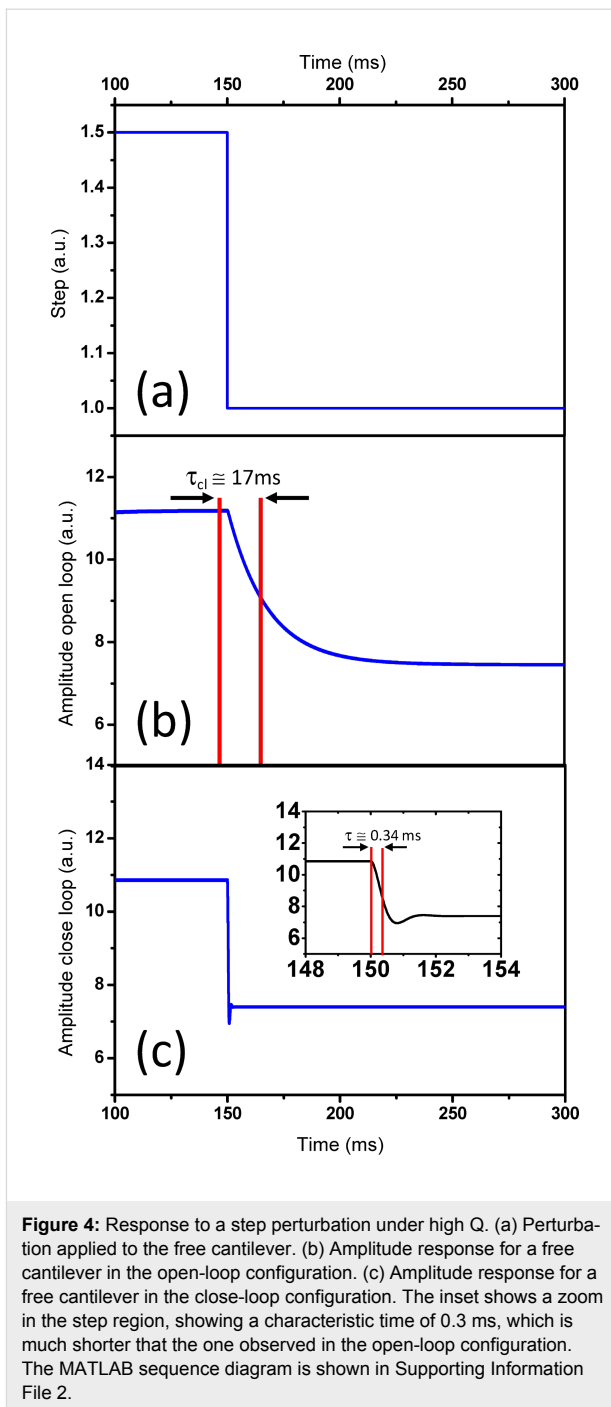 Time (ms)
100 150 200 250 300
1.5
1.4
1.3
1.2
1.1
1.0
Step (a.u.)
(a)
τcl ≅ 17ms
11
10
8
6
14
Amplitude open loop (a.u.)
(b)
14
12
10
8
6
τ ≅ 0.34 ms
148 150 152 154
11
10
8
6
Amplitude close loop (a.u.)
(c)
100 150 200 250 300
Time (ms)
Figure 4: Response to a step perturbation under high Q. (a) Perturba-
tion applied to the free cantilever. (b) Amplitude response for a free
cantilever in the open-loop configuration. (c) Amplitude response for a
free cantilever in the close-loop configuration. The inset shows a zoom
in the step region, showing a characteristic time of 0.3 ms, which is
much shorter that the one observed in the open-loop configuration.
The MATLAB sequence diagram is shown in Supporting Information
File 2.